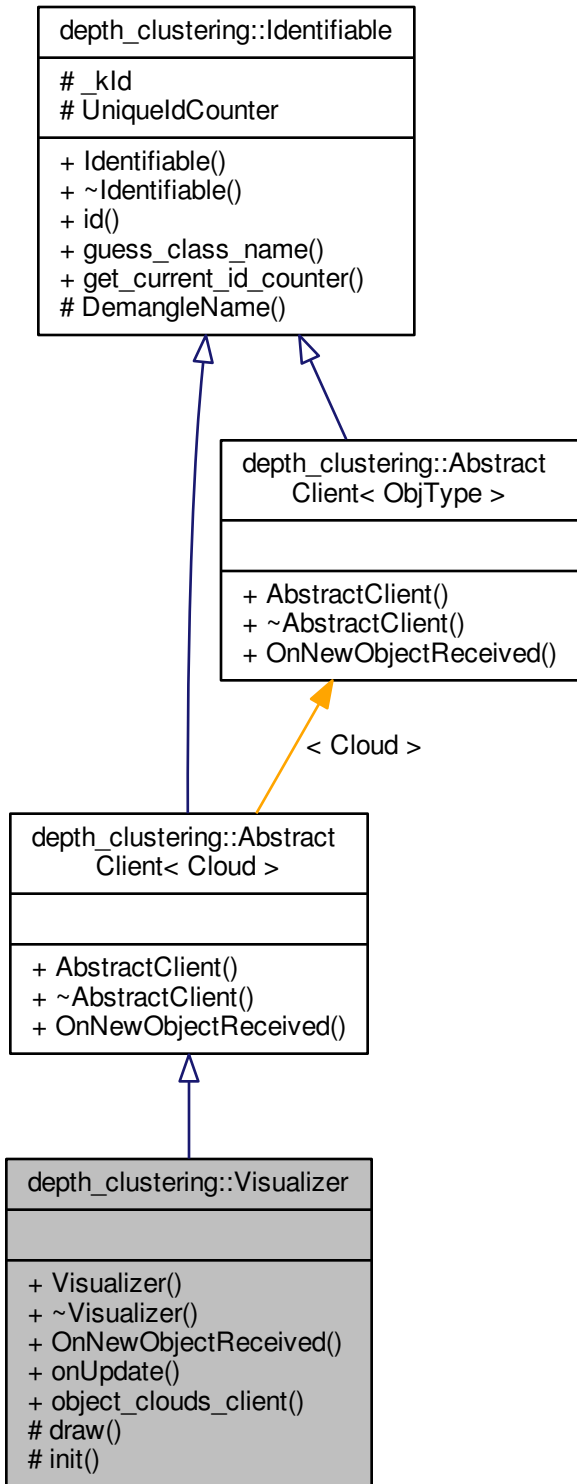 depth_clustering::Identifiable
# _kId
# UniqueIdCounter
+ Identifiable()
+ ~Identifiable()
+ id()
+ guess_class_name()
+ get_current_id_counter()
# DemangleName()
depth_clustering::Abstract
Client< ObjType >
+ AbstractClient()
+ ~AbstractClient()
+ OnNewObjectReceived()
< Cloud >
depth_clustering::Abstract
Client< Cloud >
+ AbstractClient()
+ ~AbstractClient()
+ OnNewObjectReceived()
depth_clustering::Visualizer
+ Visualizer()
+ ~Visualizer()
+ OnNewObjectReceived()
+ onUpdate()
+ object_clouds_client()
# draw()
# init()